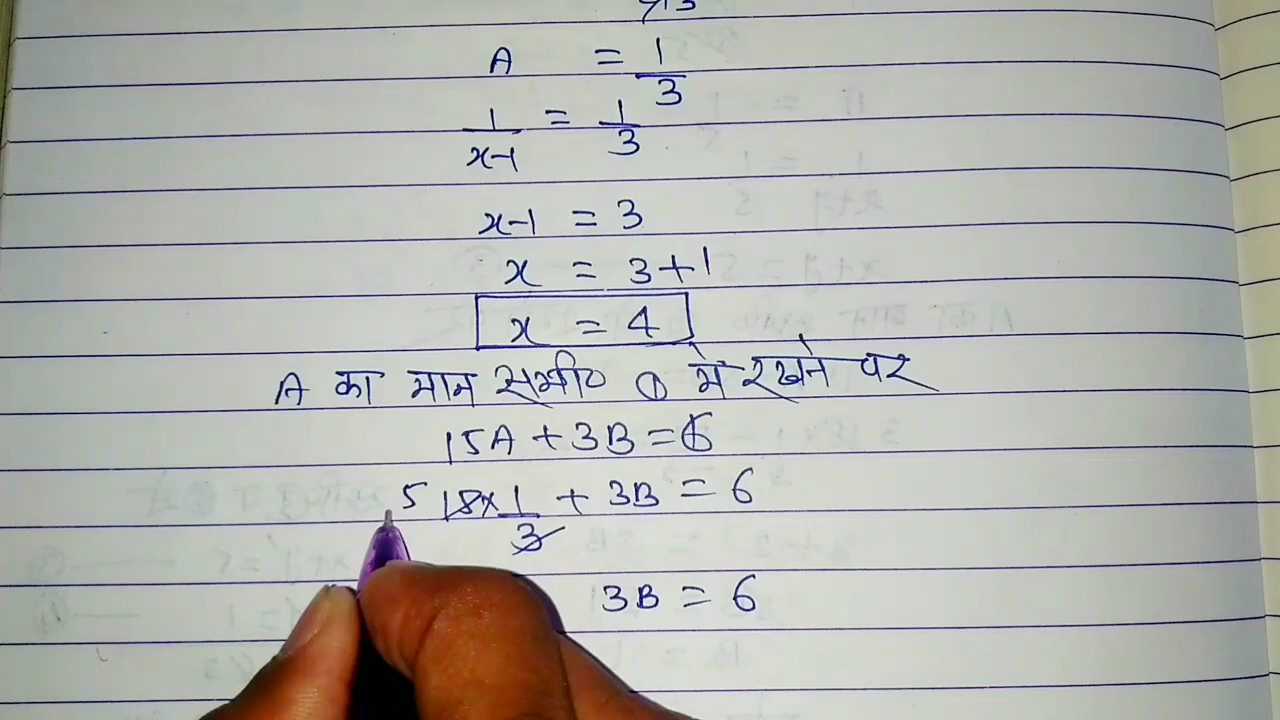 A = 1/3
1/(x-1) = 1/3
x-1 = 3
x = 3+1
x = 4
A का मान समी० ① में रखने पर
15A + 3B = 6
5 15×1/3 + 3B = 6
3B = 6